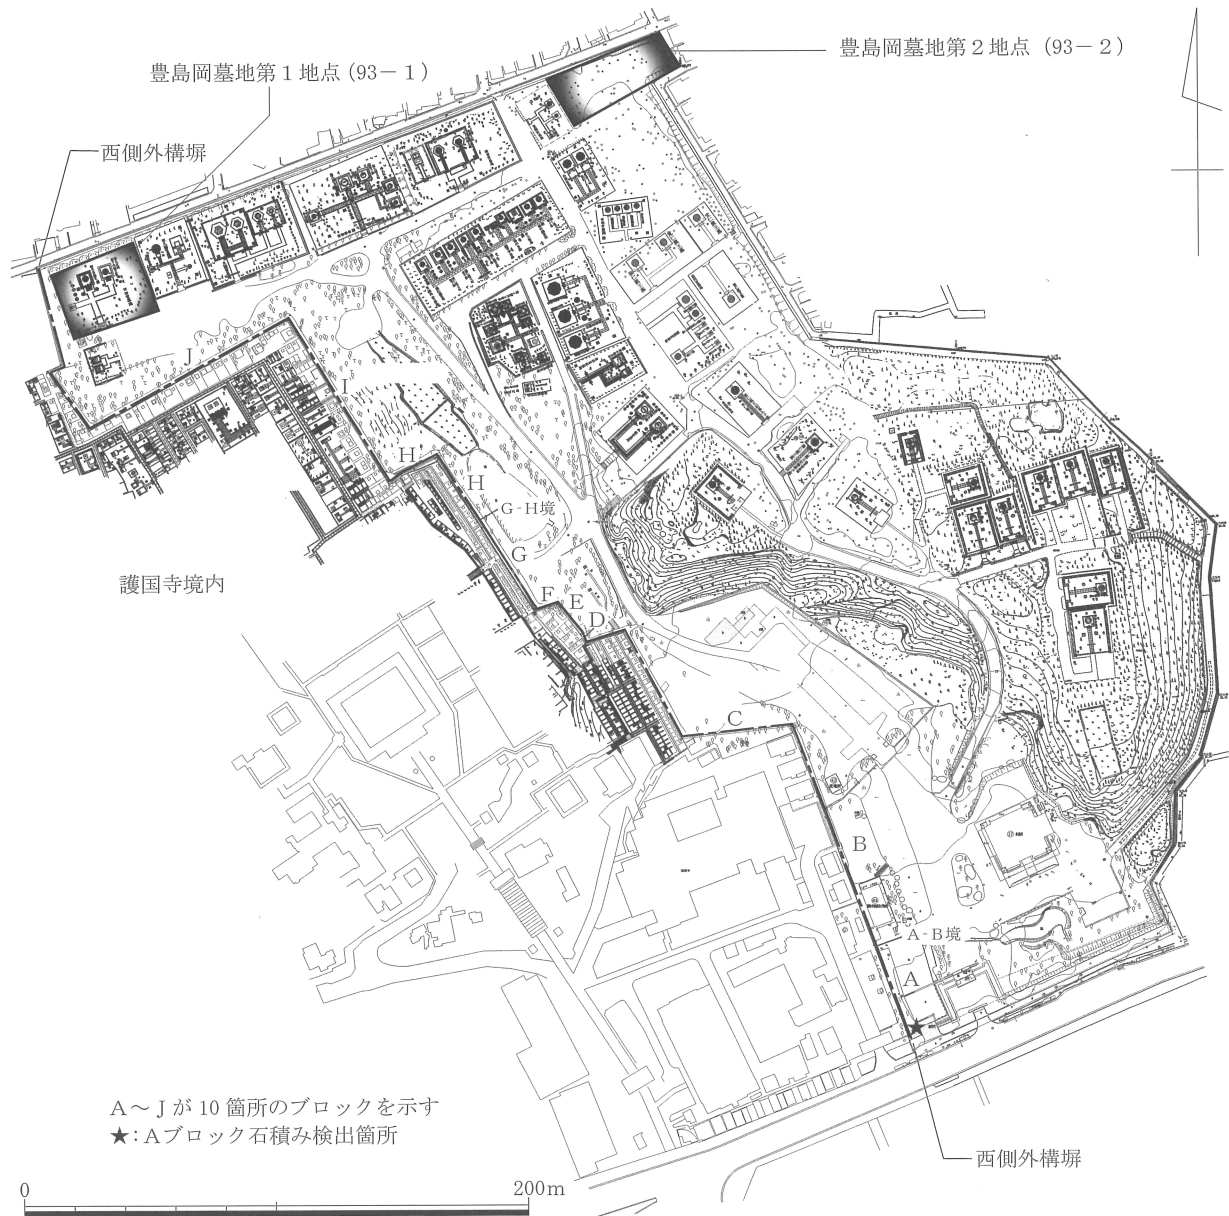 豊島岡墓地第2地点 (93-2)
豊島岡墓地第1地点 (93-1)
西側外構塀
J
I
H'
H
G-H境
G
護国寺境内
F
E
D
C
B
A-B境
A
A～Jが10箇所のブロックを示す
★:Aブロック石積み検出箇所
西側外構塀
0
200m